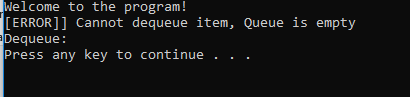 Welcome to the program!
[ERROR]] Cannot dequeue item, Queue is empty
Dequeue:
Press any key to continue . . .